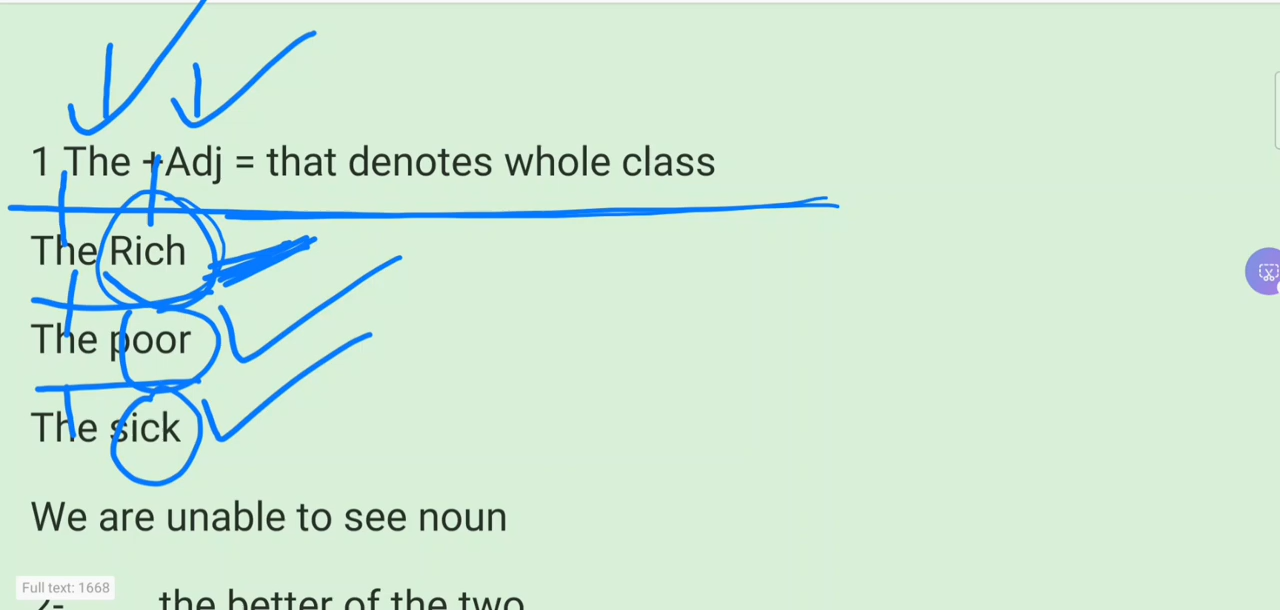 1 The + Adj = that denotes whole class
The Rich
The poor
The sick
We are unable to see noun
Full text: 1668
2- the better of the two